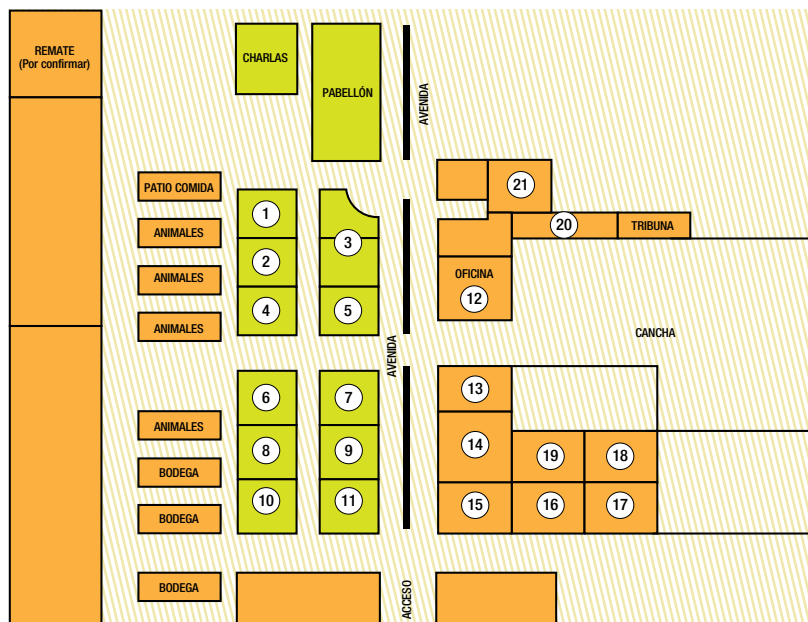 REMATE
(Por confirmar)
CHARLAS
PABELLÓN
AVENIDA
PATIO COMIDA
ANIMALES
ANIMALES
ANIMALES
ANIMALES
BODEGA
BODEGA
BODEGA
1
2
3
4
5
AVENIDA
6
7
8
9
10
11
ACCESO
21
20
TRIBUNA
OFICINA
12
CANCHA
13
14
19
18
15
16
17